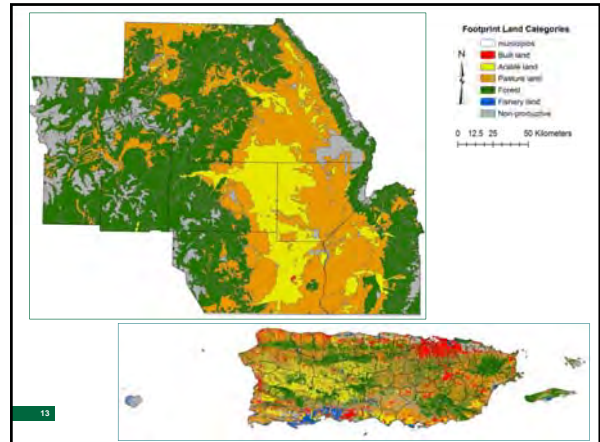 Footprint Land Categories
N
municipios
Built land
Arable land
Pasture land
Forest
Fishery land
Non-productive
0 12.5 25 50 Kilometers
13